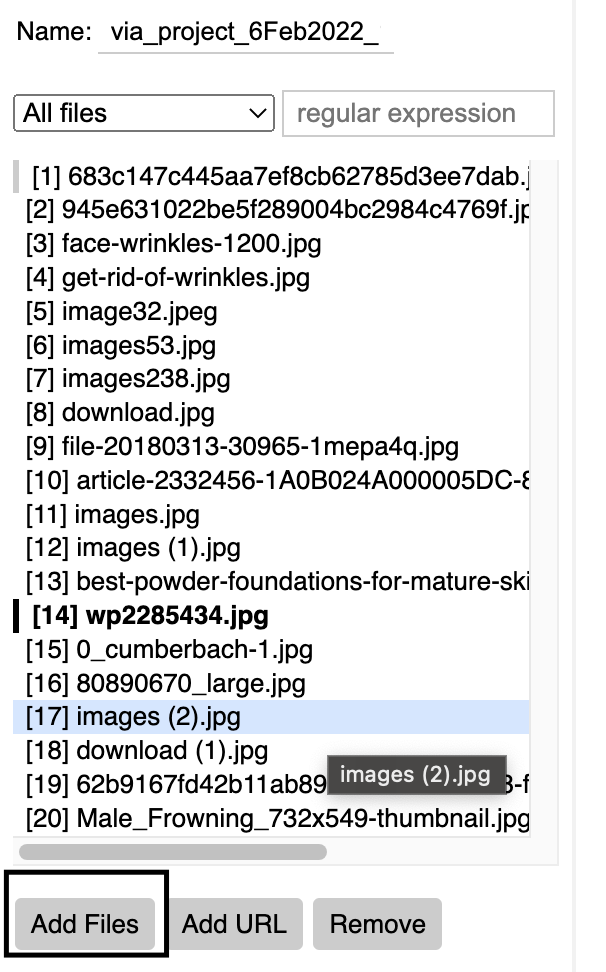 Name: via_project_6Feb2022_
All files regular expression
[1] 683c147c445aa7ef8cb62785d3ee7dab.j
[2] 945e631022be5f289004bc2984c4769f.jp
[3] face-wrinkles-1200.jpg
[4] get-rid-of-wrinkles.jpg
[5] image32.jpeg
[6] images53.jpg
[7] images238.jpg
[8] download.jpg
[9] file-20180313-30965-1mepa4q.jpg
[10] article-2332456-1A0B024A000005DC-8
[11] images.jpg
[12] images (1).jpg
[13] best-powder-foundations-for-mature-ski
[14] wp2285434.jpg
[15] 0_cumberbach-1.jpg
[16] 80890670_large.jpg
[17] images (2).jpg
[18] download (1).jpg
images (2).jpg
[19] 62b9167fd42b11ab89 3-f
[20] Male_Frowning_732x549-thumbnail.jpg
Add Files Add URL Remove